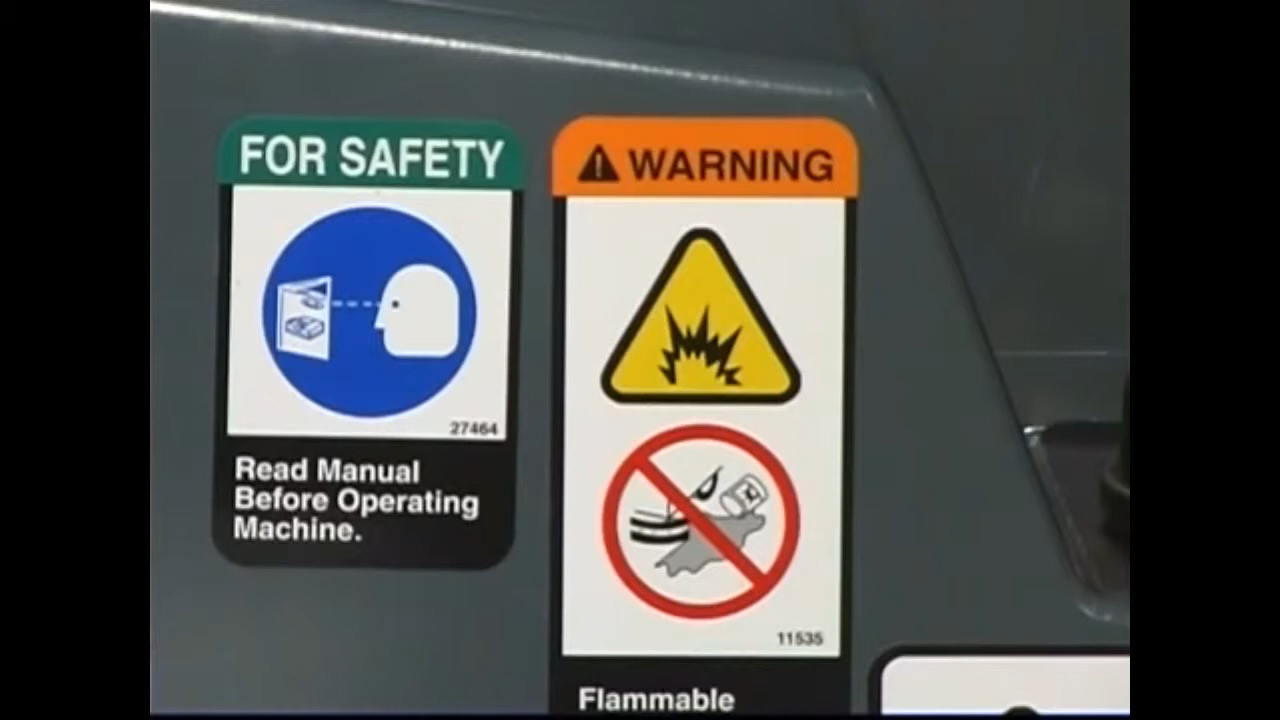 FOR SAFETY
27464
Read Manual
Before Operating
Machine.
WARNING
11535
Flammable